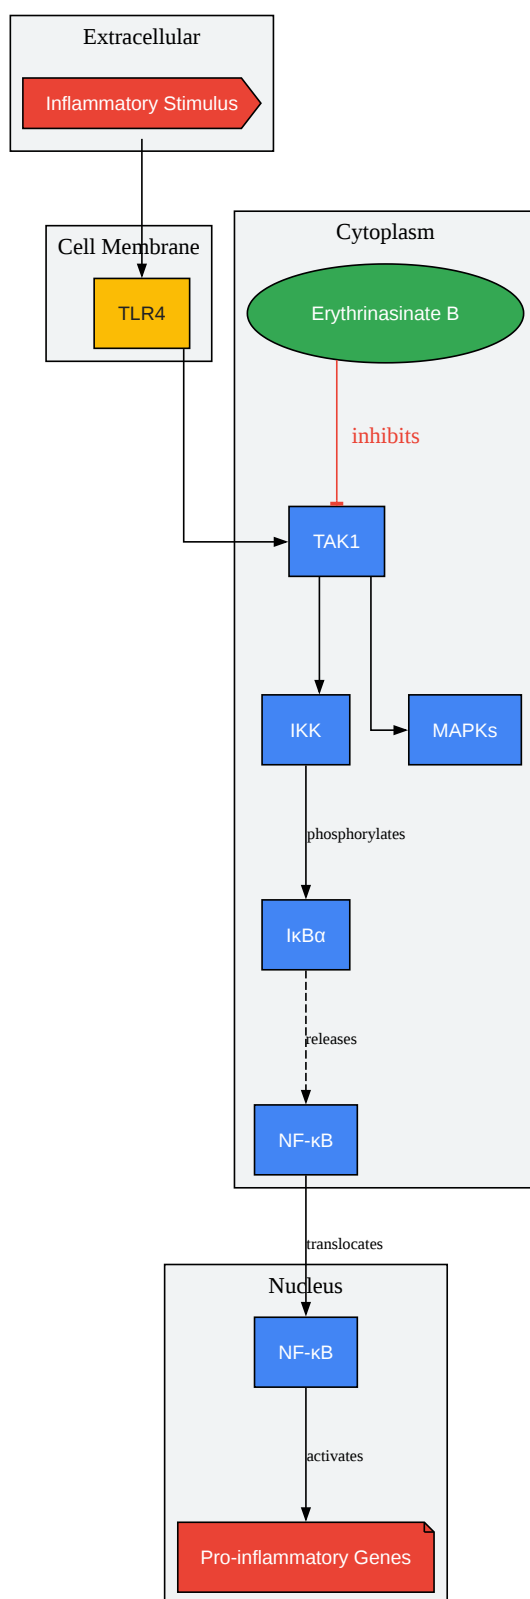 Extracellular
Inflammatory Stimulus
Cell Membrane
TLR4
Cytoplasm
Erythrinasinate B
inhibits
TAK1
IKK
MAPKs
phosphorylates
IκBα
releases
NF-κB
translocates
Nucleus
NF-κB
activates
Pro-inflammatory Genes